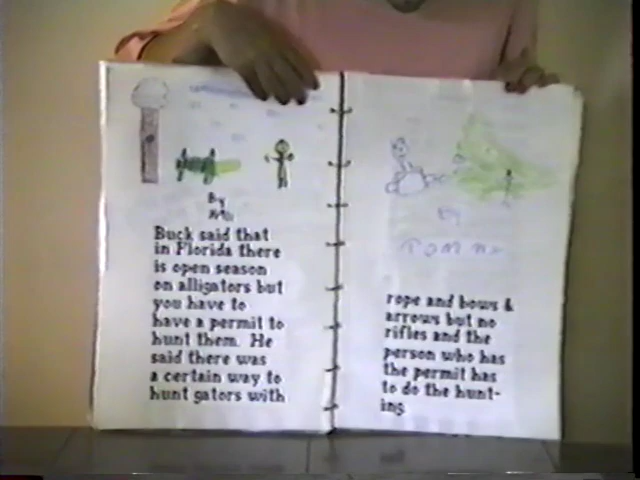 By
Buck said that
in Florida there
is open season
on alligators but
you have to
have a permit to
hunt them. He
said there was
a certain way to
hunt gators with
by
rope and bows &
arrows but no
rifles and the
person who has
the permit has
to do the hunt-
ing